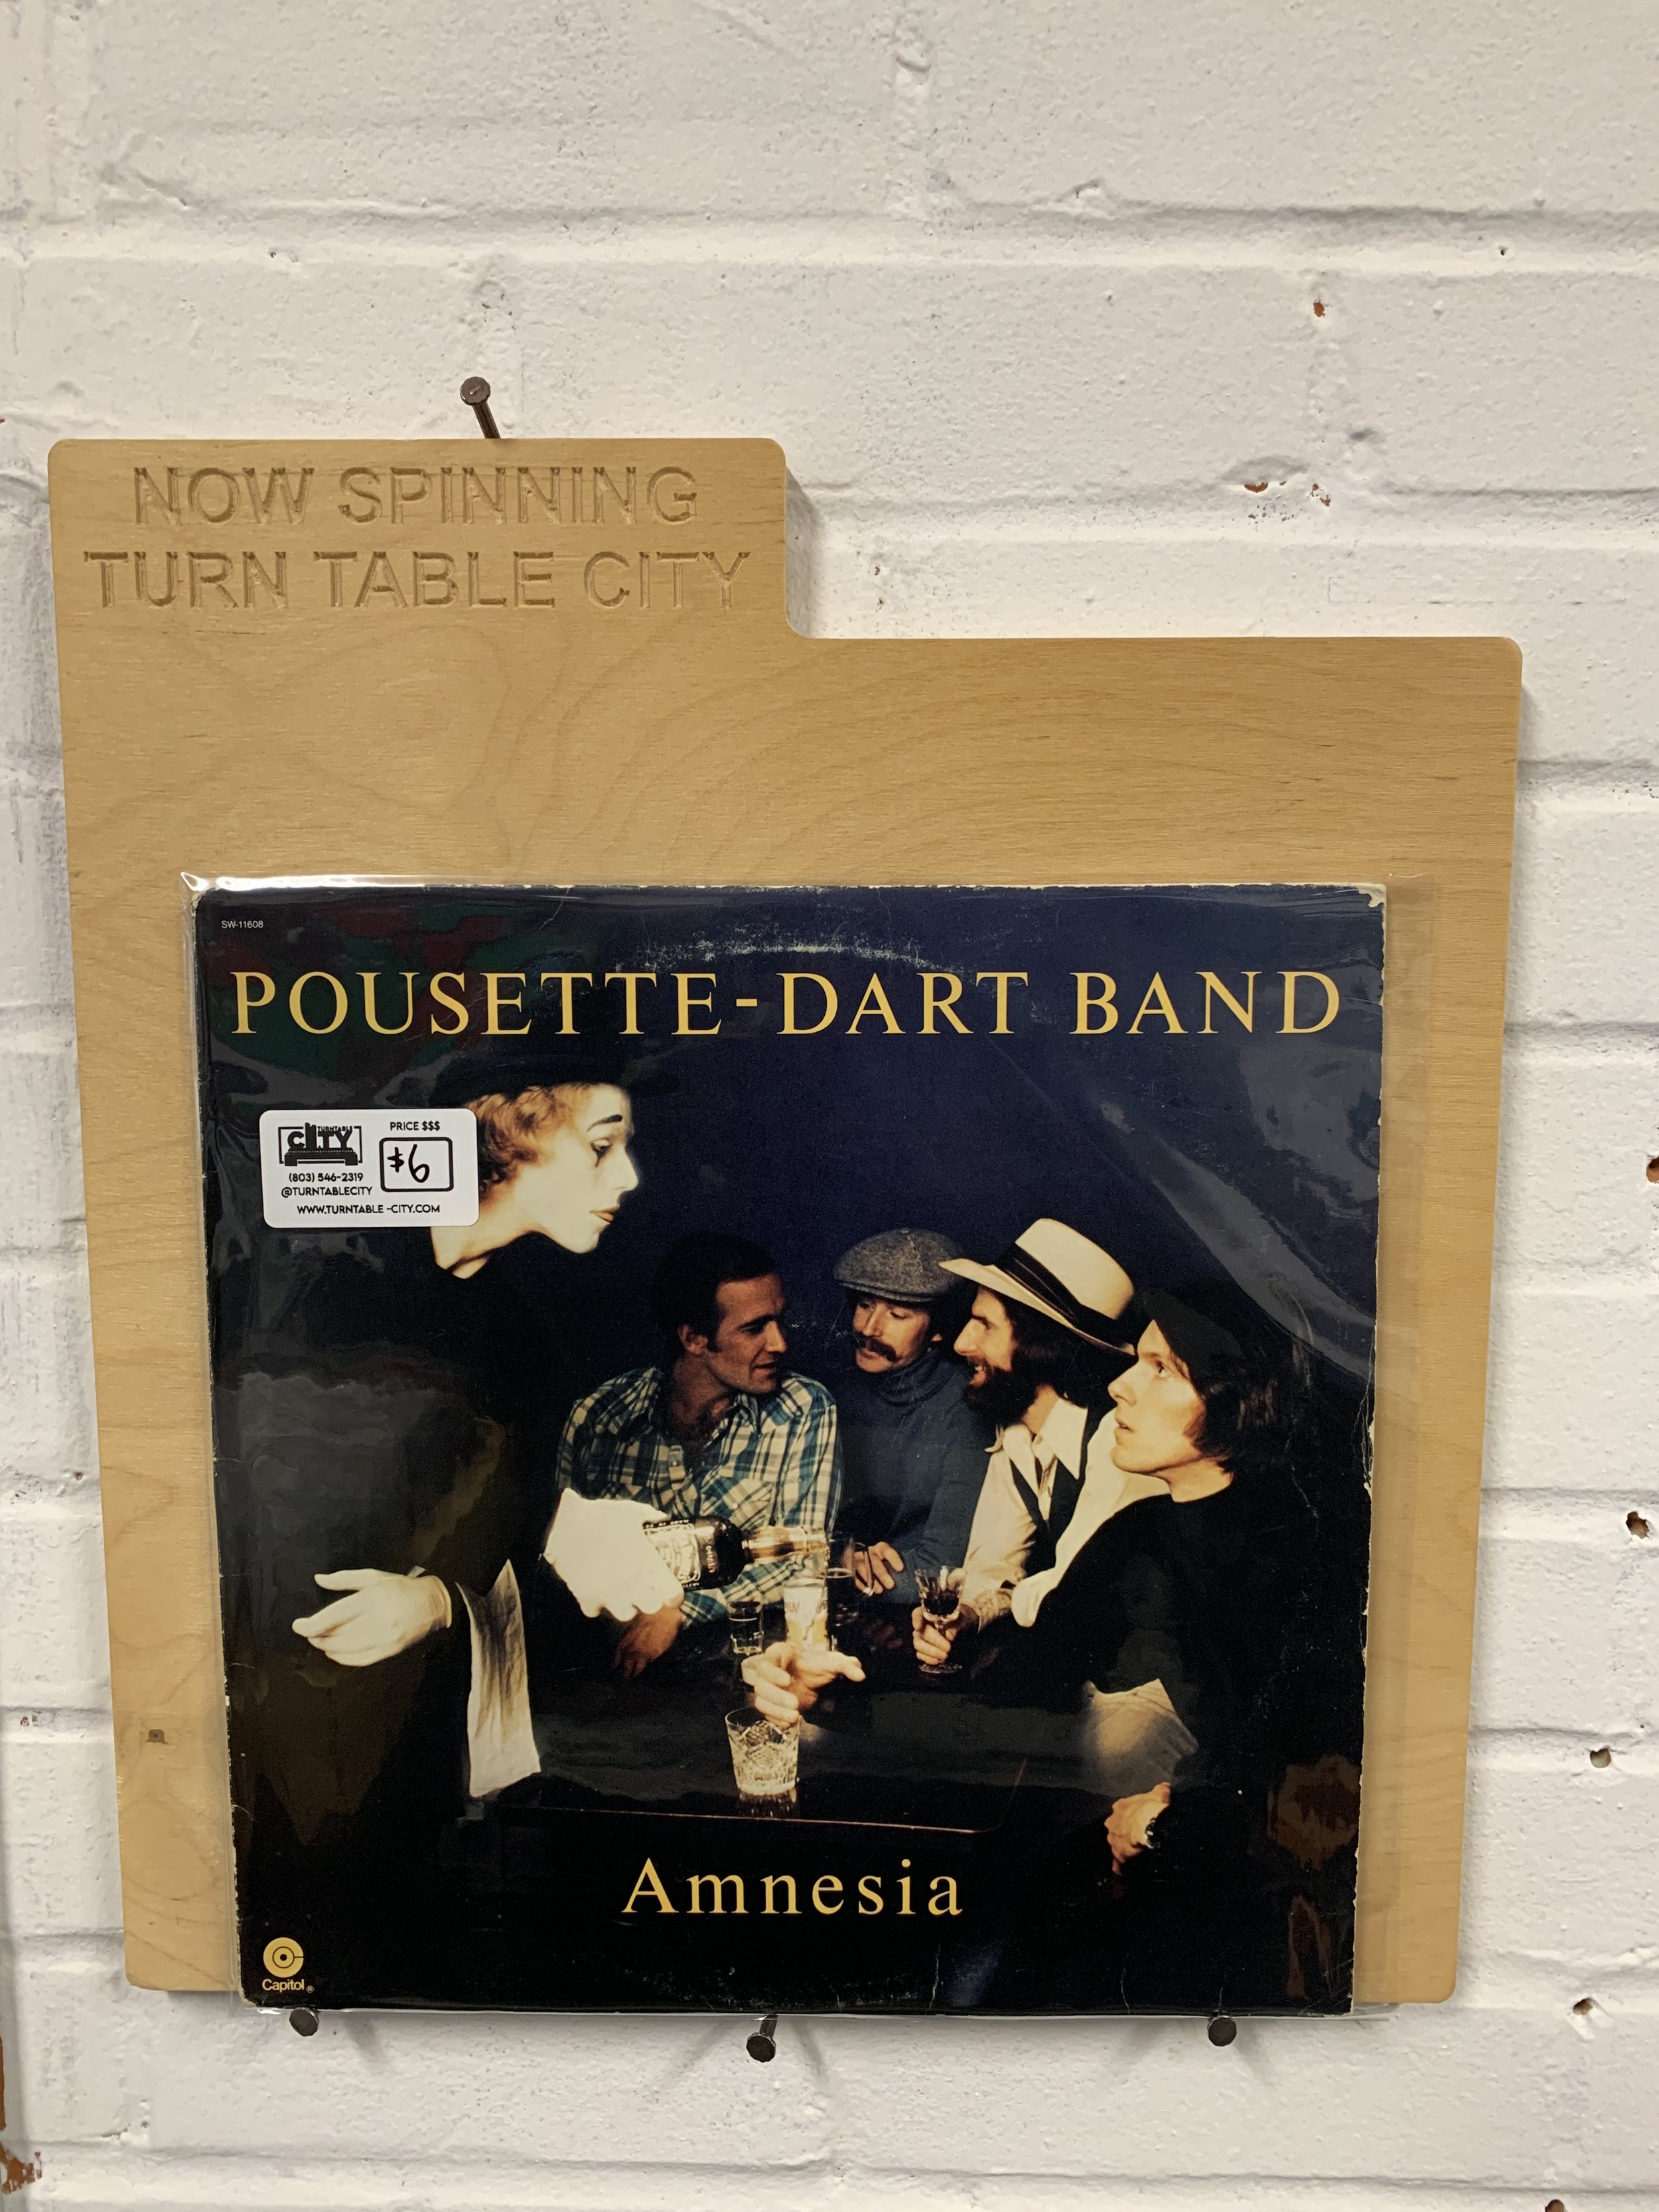 NOW SPINNING
TURN TABLE CITY
SW-11608
POUSETTE-DART BAND
TURNTABLE
CITY
PRICE $$$
$6
(803) 546-2319
@TURNTABLECITY
WWW.TURNTABLE-CITY.COM
Amnesia
Capitol®